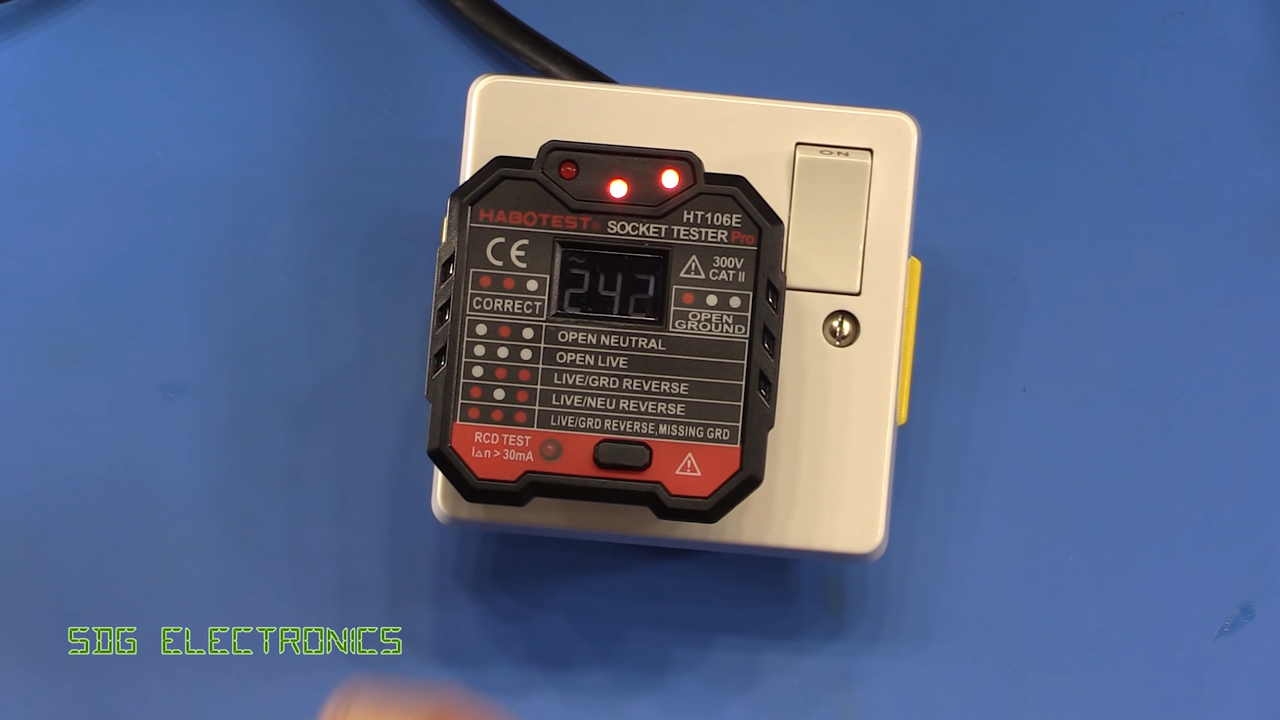 ON
HABOTEST®
HT106E
SOCKET TESTER Pro
CE
~
242
300V
CAT II
CORRECT
OPEN
GROUND
OPEN NEUTRAL
OPEN LIVE
LIVE/GRD REVERSE
LIVE/NEU REVERSE
LIVE/GRD REVERSE,MISSING GRD
RCD TEST
I△n > 30mA
SDG ELECTRONICS